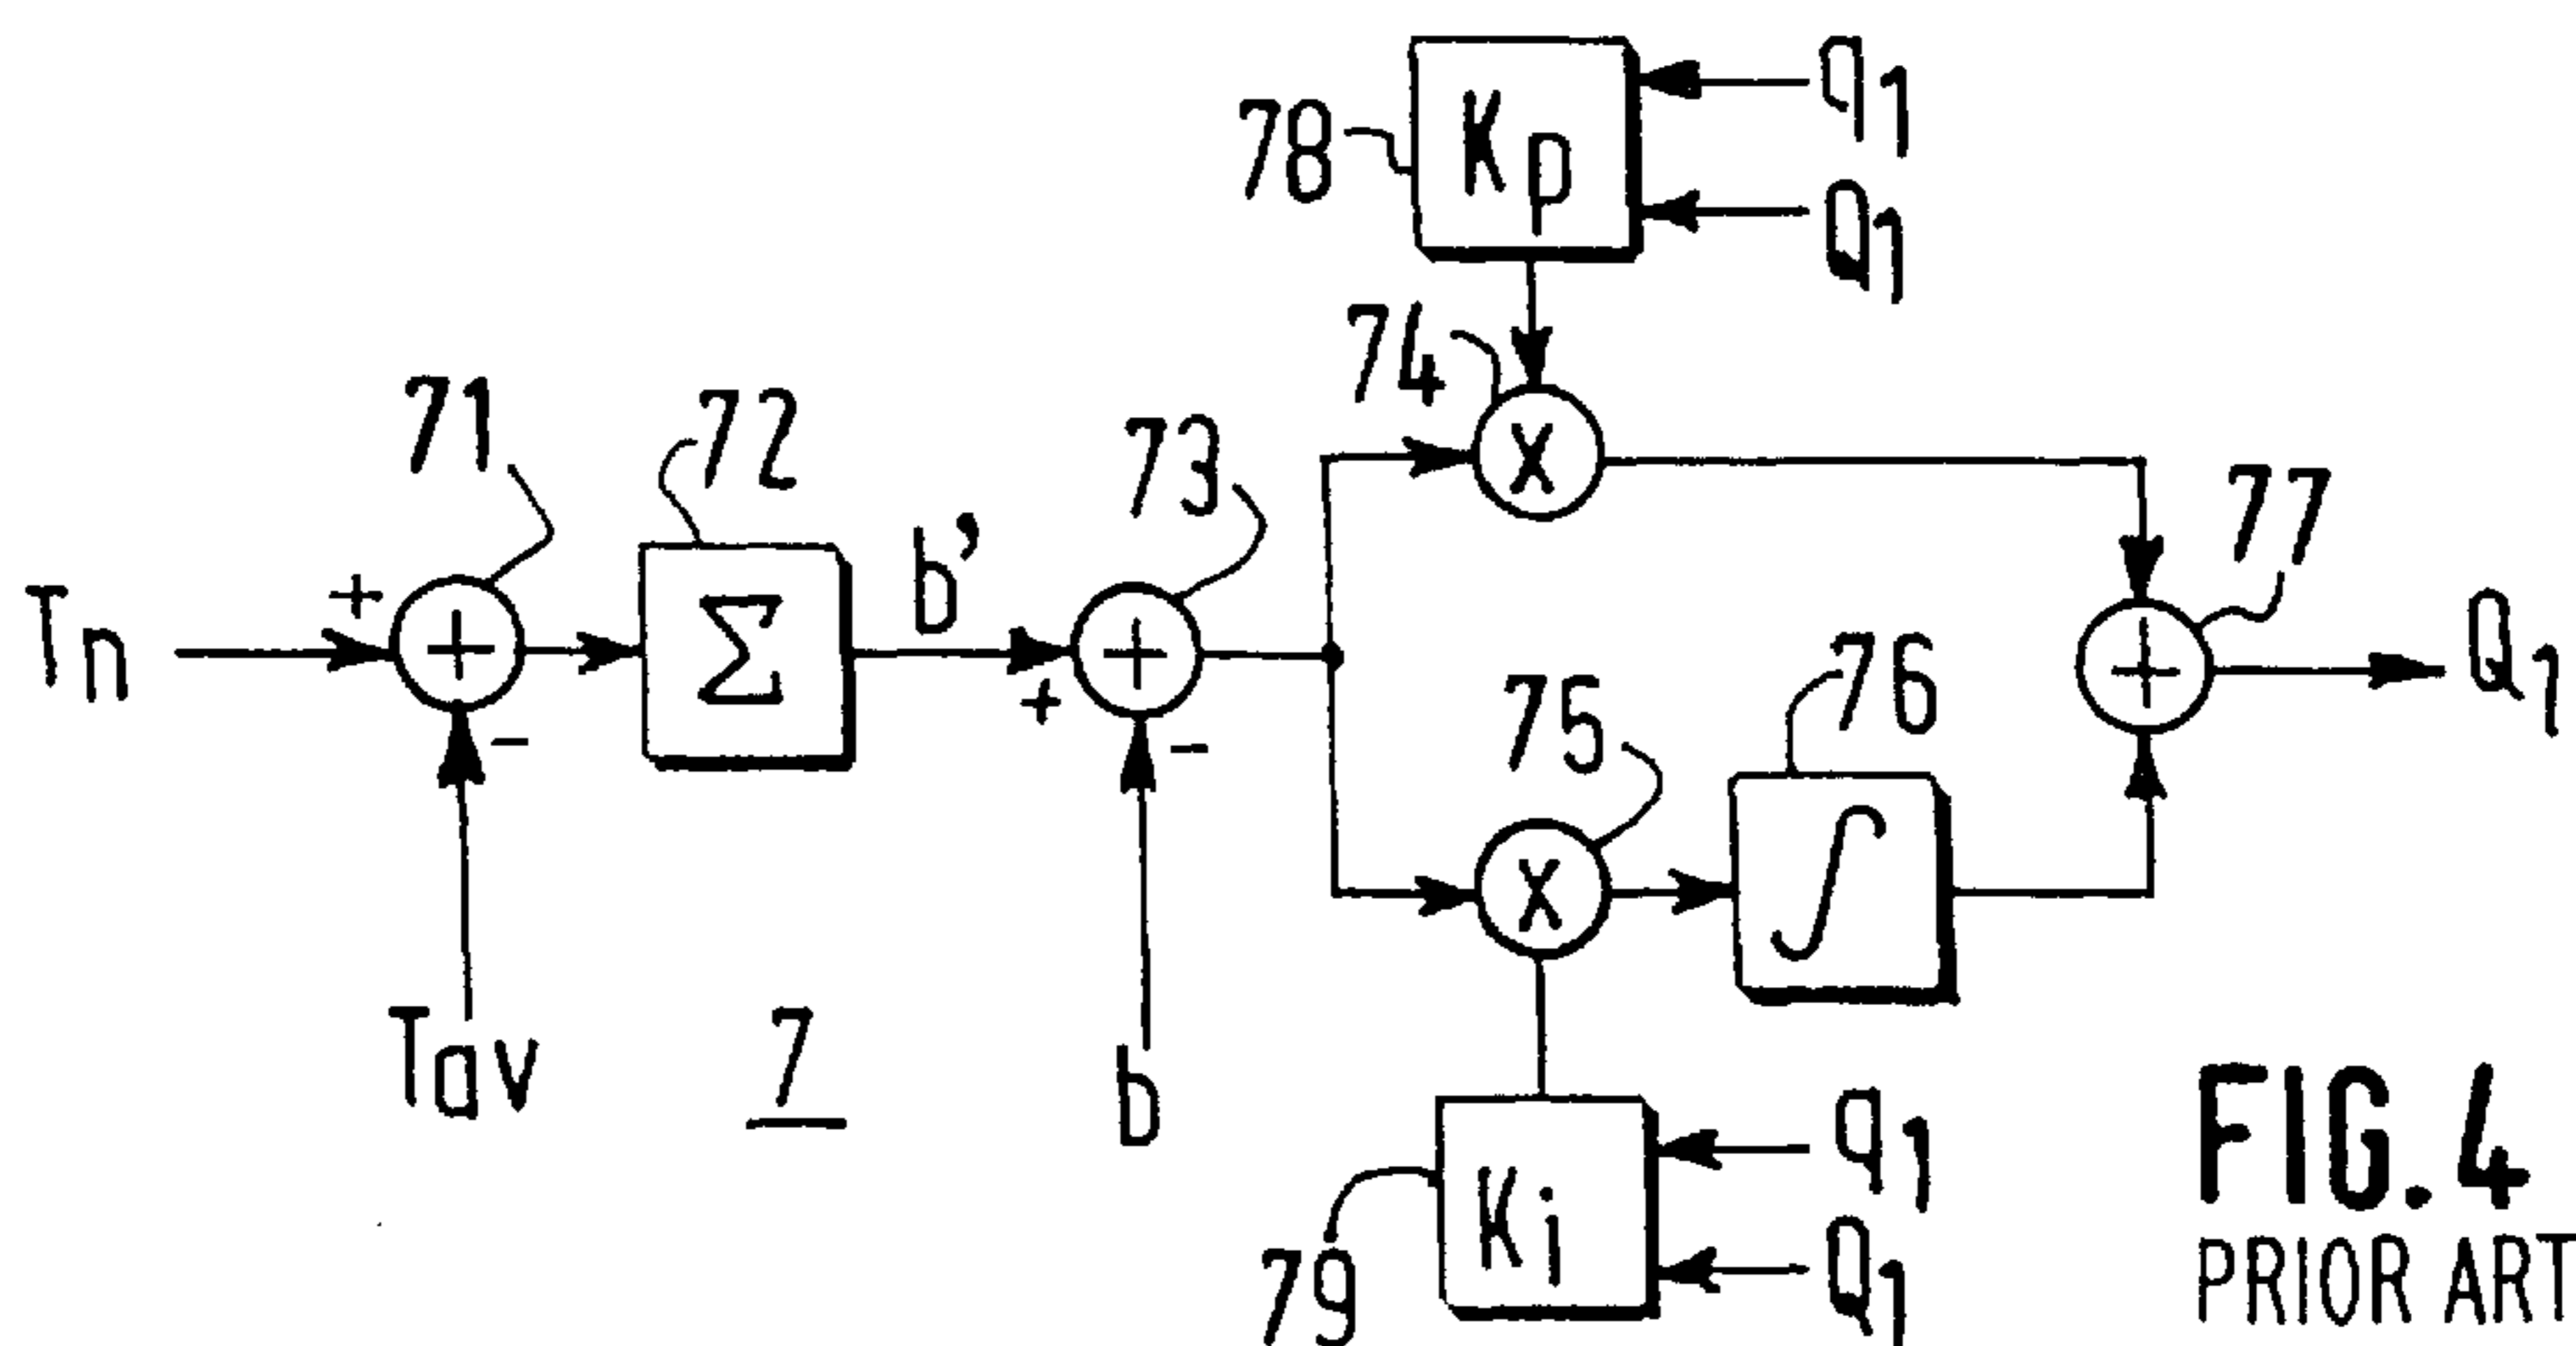 Kp
q1
Q1
78
74
71
72
73
77
+
+
Tn
Σ
b'
+
+
x
+
Q1
75
76
-
-
x
∫
Tav
7
b
Ki
q1
Q1
79
FIG.4
PRIOR ART